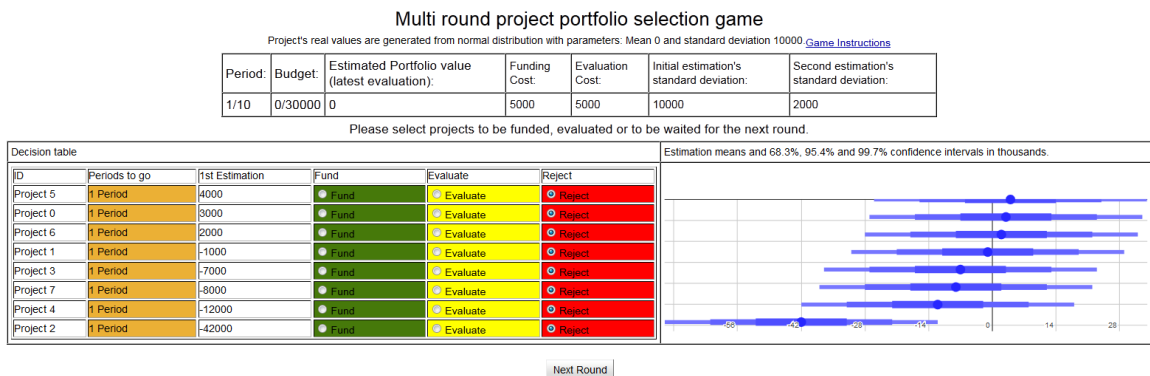 Multi round project portfolio selection game
Project's real values are generated from normal distribution with parameters: Mean 0 and standard deviation 10000. Game Instructions
Period: Budget: Estimated Portfolio value (latest evaluation): Funding Cost: Evaluation Cost: Initial estimation's standard deviation: Second estimation's standard deviation:
1/10 0/30000 0 5000 5000 10000 2000
Please select projects to be funded, evaluated or to be waited for the next round.
Decision table Estimation means and 68.3%, 95.4% and 99.7% confidence intervals in thousands.
ID Periods to go 1st Estimation Fund Evaluate Reject
Project 5 1 Period 4000 Fund Evaluate Reject
Project 0 1 Period 3000 Fund Evaluate Reject
Project 6 1 Period 2000 Fund Evaluate Reject
Project 1 1 Period -1000 Fund Evaluate Reject
Project 3 1 Period -7000 Fund Evaluate Reject
Project 7 1 Period -8000 Fund Evaluate Reject
Project 4 1 Period -12000 Fund Evaluate Reject
Project 2 1 Period -42000 Fund Evaluate Reject
-56 -42 -28 -14 0 14 28
Next Round